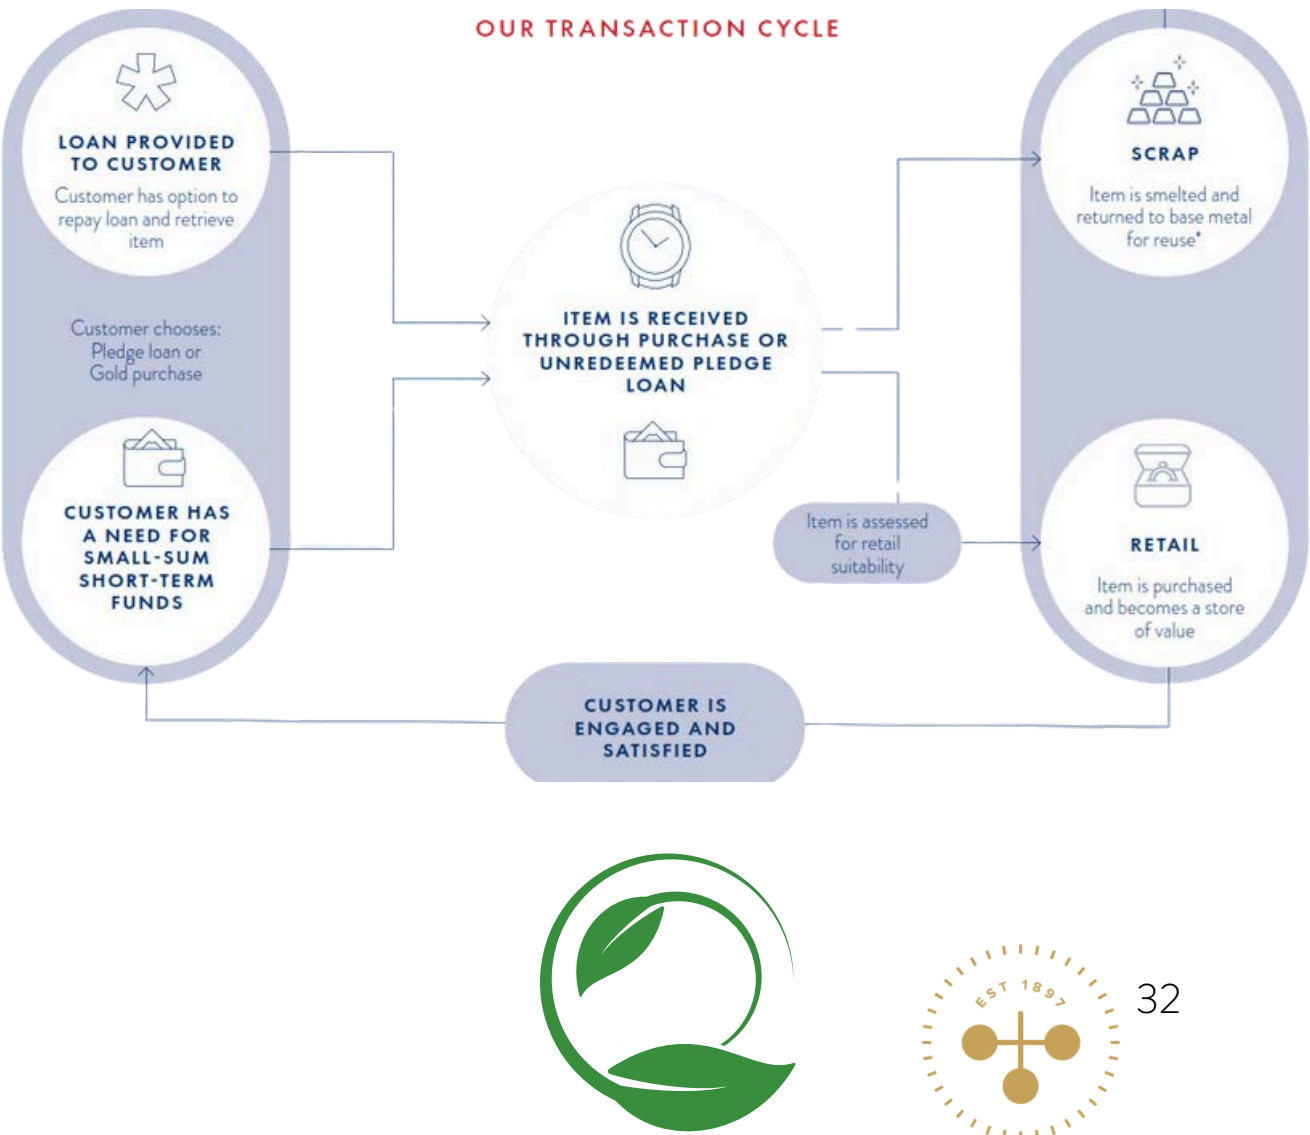 OUR TRANSACTION CYCLE
LOAN PROVIDED
TO CUSTOMER
Customer has option to
repay loan and retrieve
item
Customer chooses:
Pledge loan or
Gold purchase
CUSTOMER HAS
A NEED FOR
SMALL-SUM
SHORT-TERM
FUNDS
ITEM IS RECEIVED
THROUGH PURCHASE OR
UNREDEEMED PLEDGE
LOAN
SCRAP
Item is smelted and
returned to base metal
for reuse*
Item is assessed
for retail
suitability
RETAIL
Item is purchased
and becomes a store
of value
CUSTOMER IS
ENGAGED AND
SATISFIED
EST 1897
32